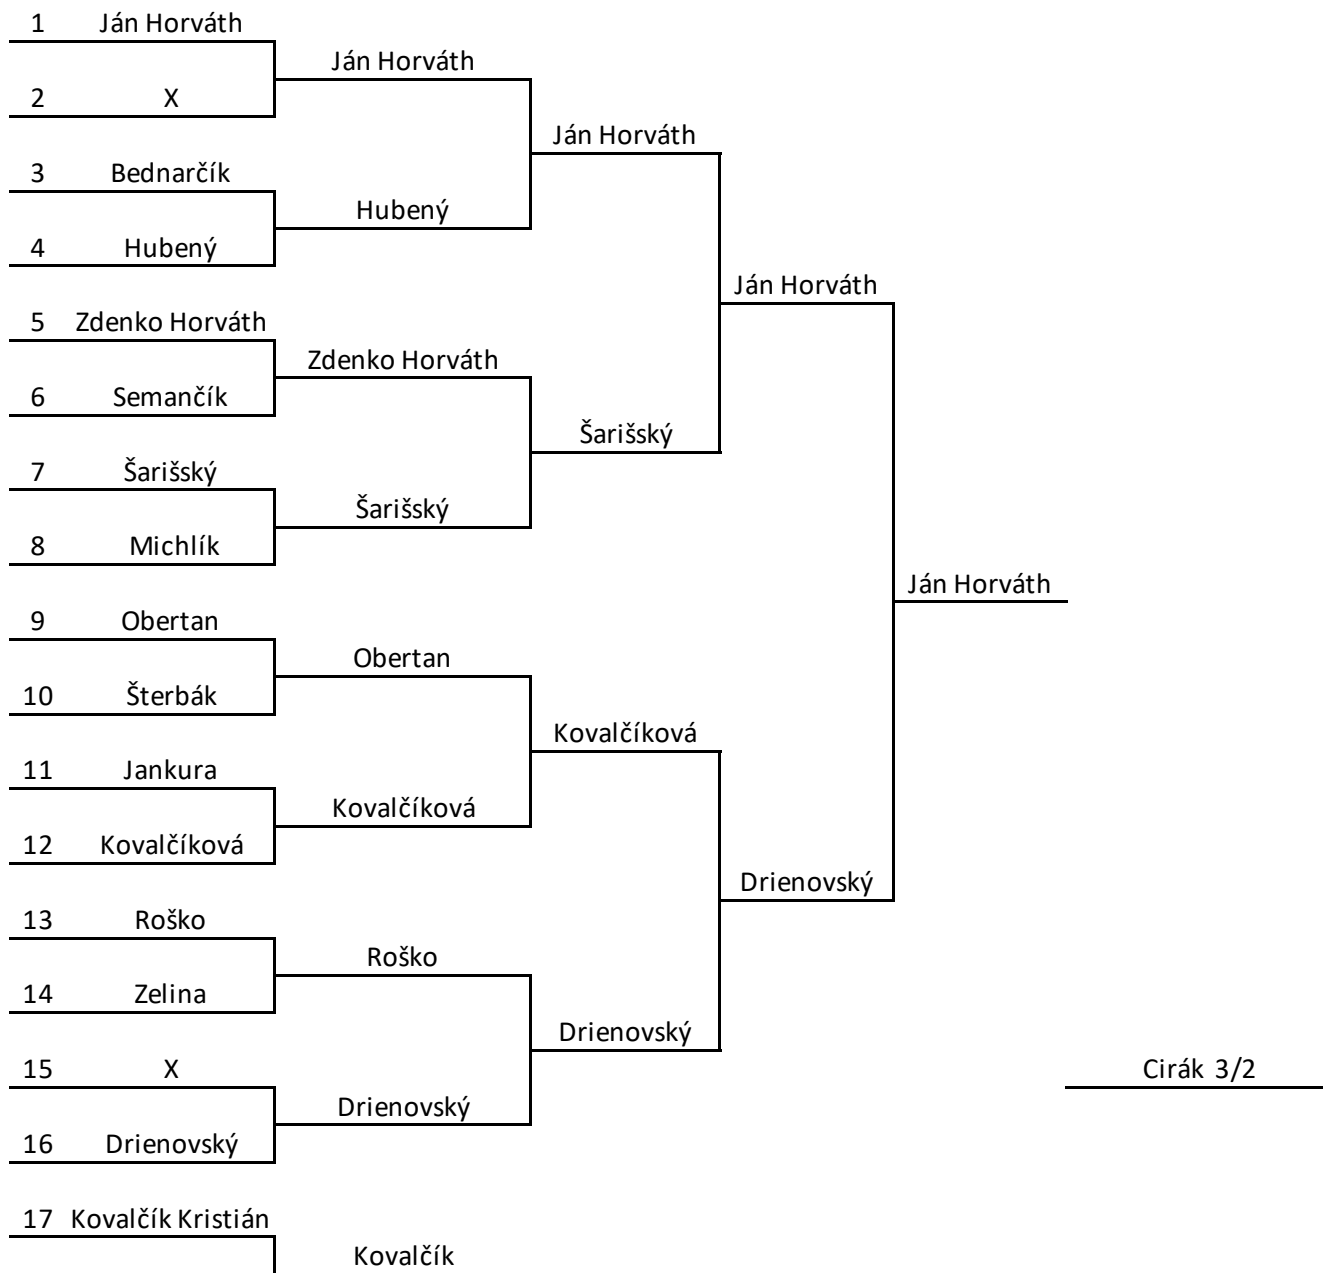 1 Ján Horváth
Ján Horváth
2 X
Ján Horváth
3 Bednarčík
Hubený
4 Hubený
Ján Horváth
5 Zdenko Horváth
Zdenko Horváth
6 Semančík
Šarišský
7 Šarišský
Šarišský
8 Michlík
Ján Horváth
9 Obertan
Obertan
10 Šterbák
Kovalčíková
11 Jankura
Kovalčíková
12 Kovalčíková
Drienovský
13 Roško
Roško
14 Zelina
Drienovský
15 X
Cirák 3/2
Drienovský
16 Drienovský
17 Kovalčík Kristián
Kovalčík